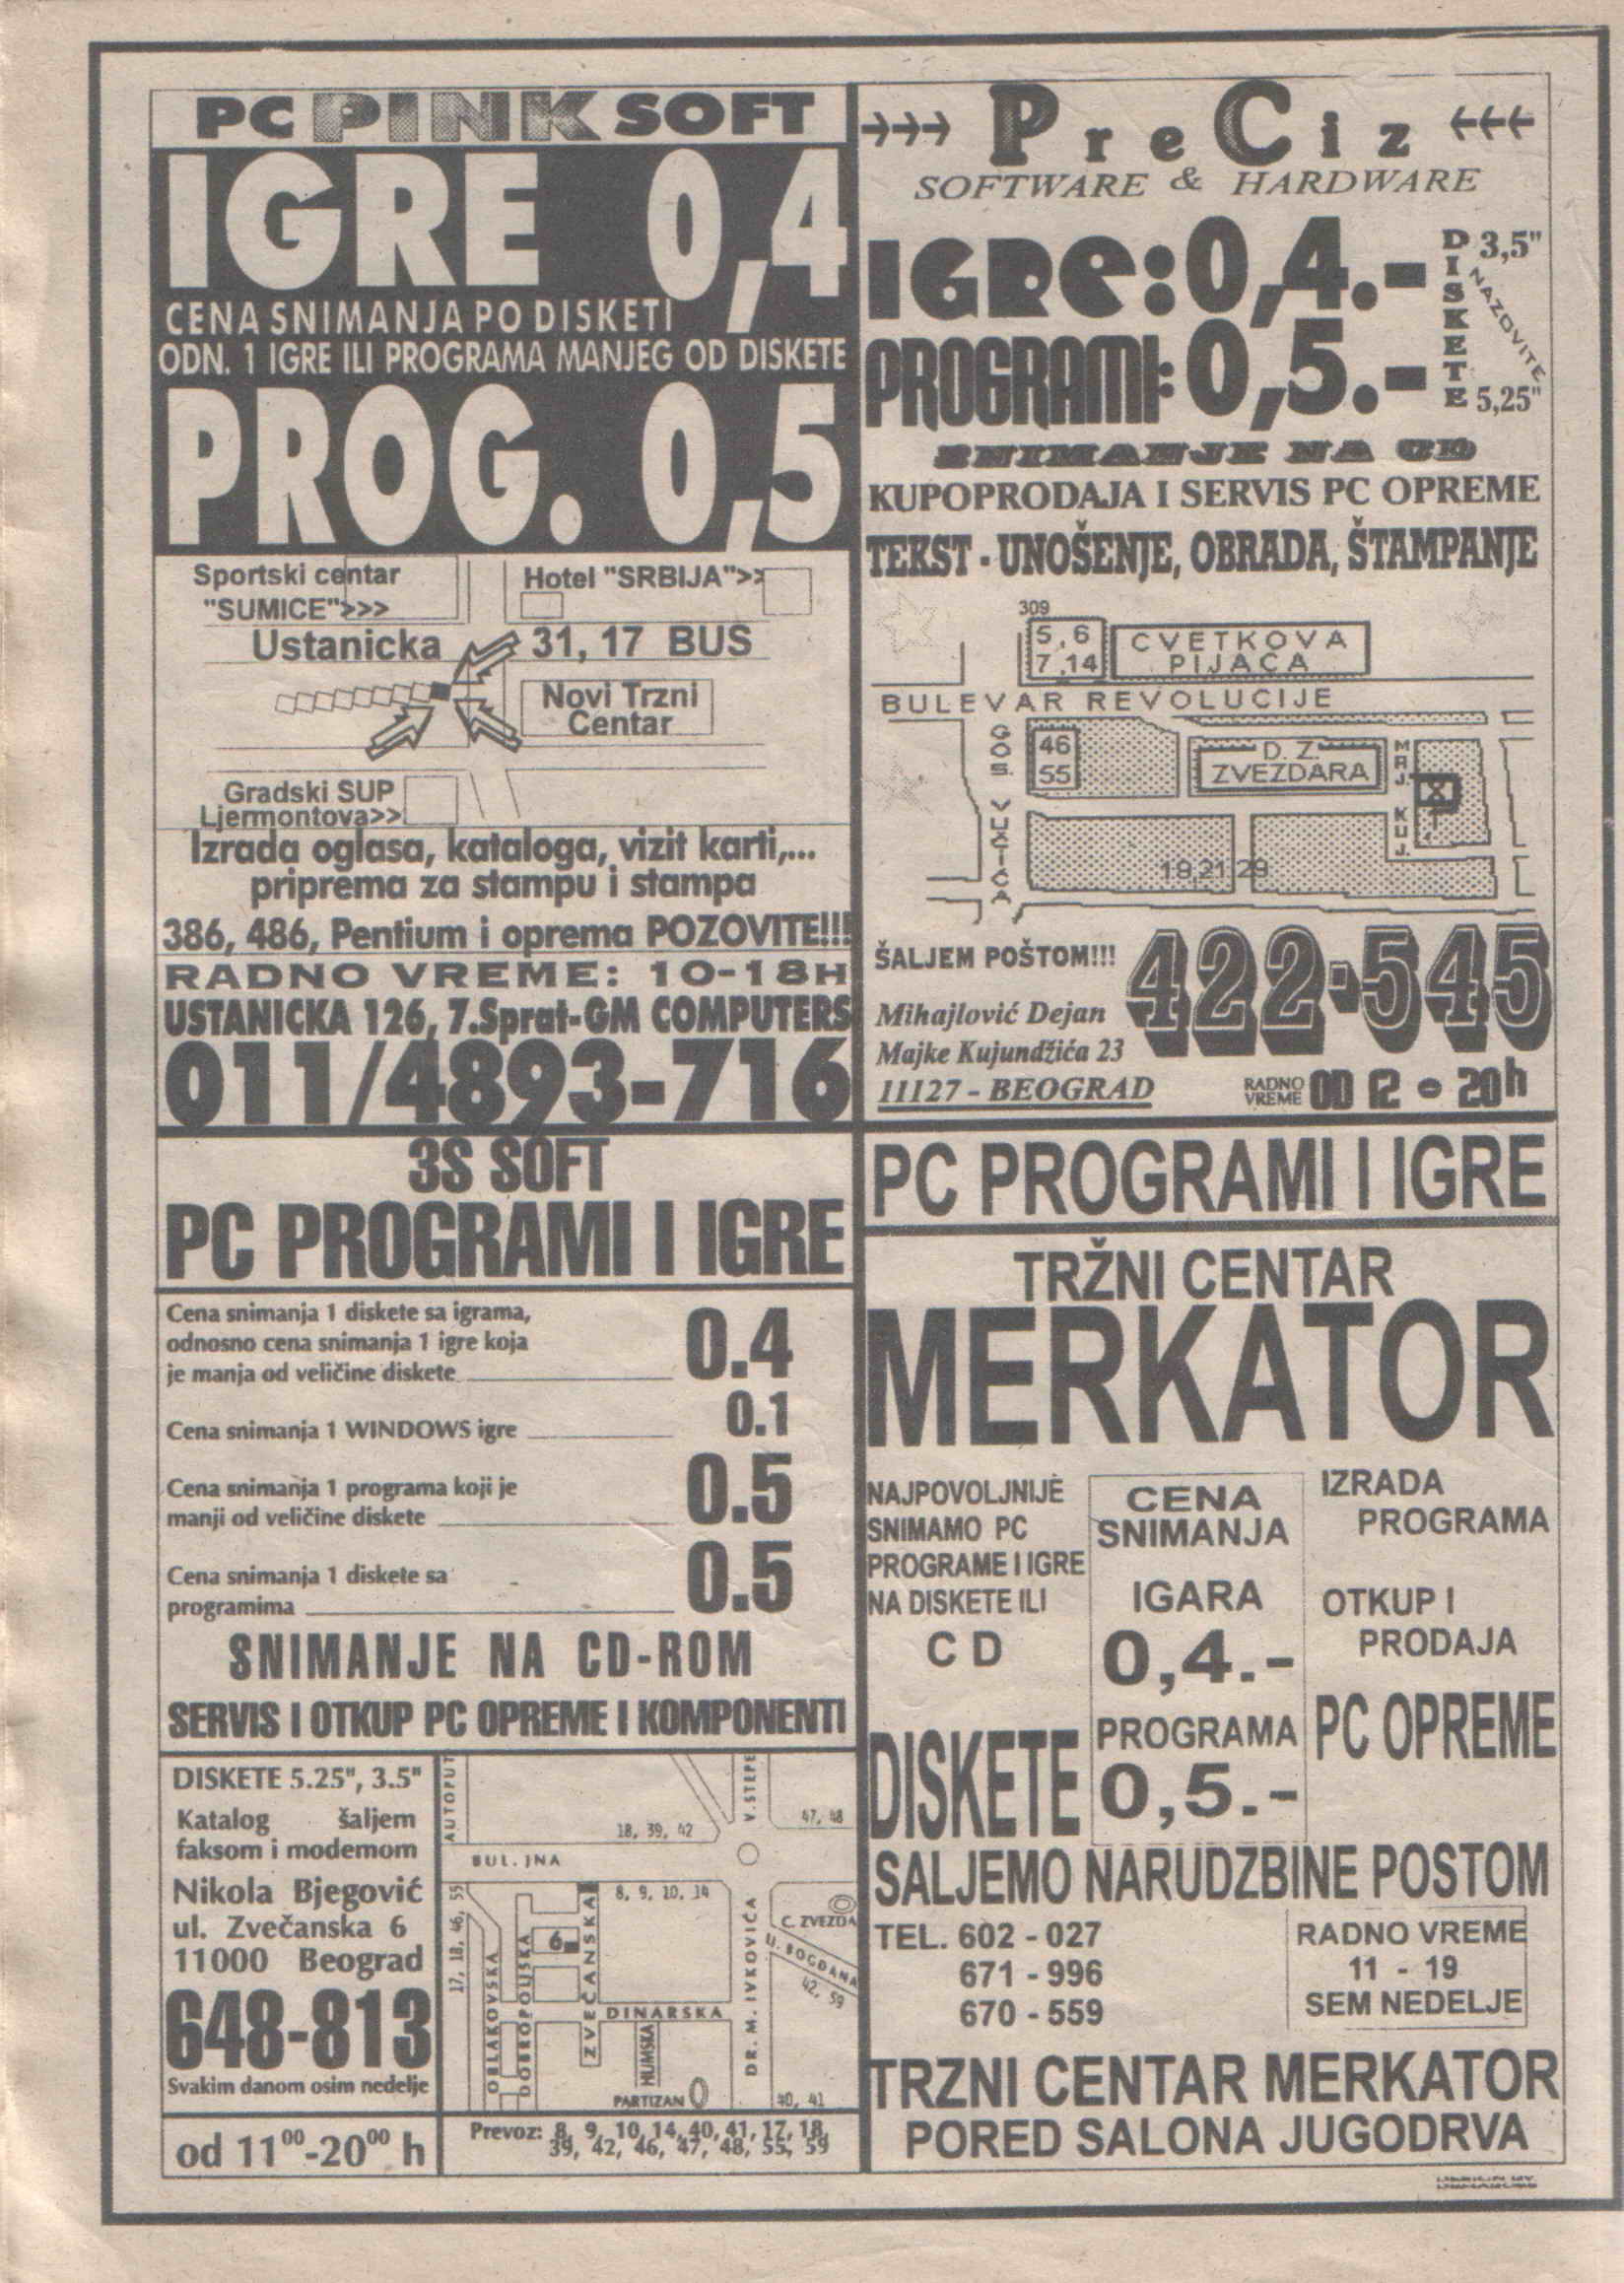 PC PINK SOFT
IGRE 0,4
CENA SNIMANJA PO DISKETI
ODN. 1 IGRE ILI PROGRAMA MANJEG OD DISKETE
PROG. 0,5
Sportski centar
"SUMICE">>>
Hotel "SRBIJA">>
Ustanicka
31, 17 BUS
Novi Trzni
Centar
Gradski SUP
Ljermontova>>
Izrada oglasa, kataloga, vizit karti,...
priprema za stampu i stampa
386, 486, Pentium i oprema POZOVITE!!!
RADNO VREME: 10-18H
USTANICKA 126, 7.Sprat-GM COMPUTERS
011/4893-716
PreCiz
SOFTWARE & HARDWARE
IGRe:0,4.-
PROGRAMI:0,5.-
DISKETE
3,5"
NAZOVITE
5,25"
SNIMANJE NA CD
KUPOPRODAJA I SERVIS PC OPREME
TEKST - UNOŠENJE, OBRADA, ŠTAMPANJE
309
5,6
7,14
CVETKOVA
PIJACA
BULEVAR REVOLUCIJE
GOS. VUČIĆA
46
55
D.Z.
ZVEZDARA
MAJ. KUJ.
X
19,21,29
ŠALJEM POŠTOM!!!
422-545
Mihajlović Dejan
Majke Kujundžića 23
11127 - BEOGRAD
RADNO
VREME
OD 12 - 20h
3S SOFT
PC PROGRAMI I IGRE
Cena snimanja 1 diskete sa igrama,
odnosno cena snimanja 1 igre koja
je manja od veličine diskete 0.4
Cena snimanja 1 WINDOWS igre 0.1
Cena snimanja 1 programa koji je
manji od veličine diskete 0.5
Cena snimanja 1 diskete sa
programima 0.5
SNIMANJE NA CD-ROM
SERVIS I OTKUP PC OPREME I KOMPONENTI
DISKETE 5.25", 3.5"
Katalog šaljem
faksom i modemom
Nikola Bjegović
ul. Zvečanska 6
11000 Beograd
648-813
Svakim danom osim nedelje
od 11⁰⁰-20⁰⁰ h
AUTOPUT
V. STEPE
18, 39, 42
47, 48
BUL. JNA
8, 9, 10, 14
17, 18, 46, 55
6
C. ZVEZDA
LJ. BOGDANA
42, 59
OBLAKOVSKA
DOBROPOLJSKA
ZVEČANSKA
DR. M. IVKOVIĆA
DINARSKA
HUMSKA
PARTIZAN
40, 41
Prevoz: 8, 9, 10, 14, 40, 41, 17, 18,
39, 42, 46, 47, 48, 55, 59
PC PROGRAMI I IGRE
TRŽNI CENTAR
MERKATOR
NAJPOVOLJNIJE
SNIMAMO PC
PROGRAME I IGRE
NA DISKETE ILI
CD
DISKETE
CENA
SNIMANJA
IGARA
0,4.-
PROGRAMA
0,5.-
IZRADA
PROGRAMA
OTKUP I
PRODAJA
PC OPREME
SALJEMO NARUDZBINE POSTOM
TEL. 602 - 027
671 - 996
670 - 559
RADNO VREME
11 - 19
SEM NEDELJE
TRZNI CENTAR MERKATOR
PORED SALONA JUGODRVA